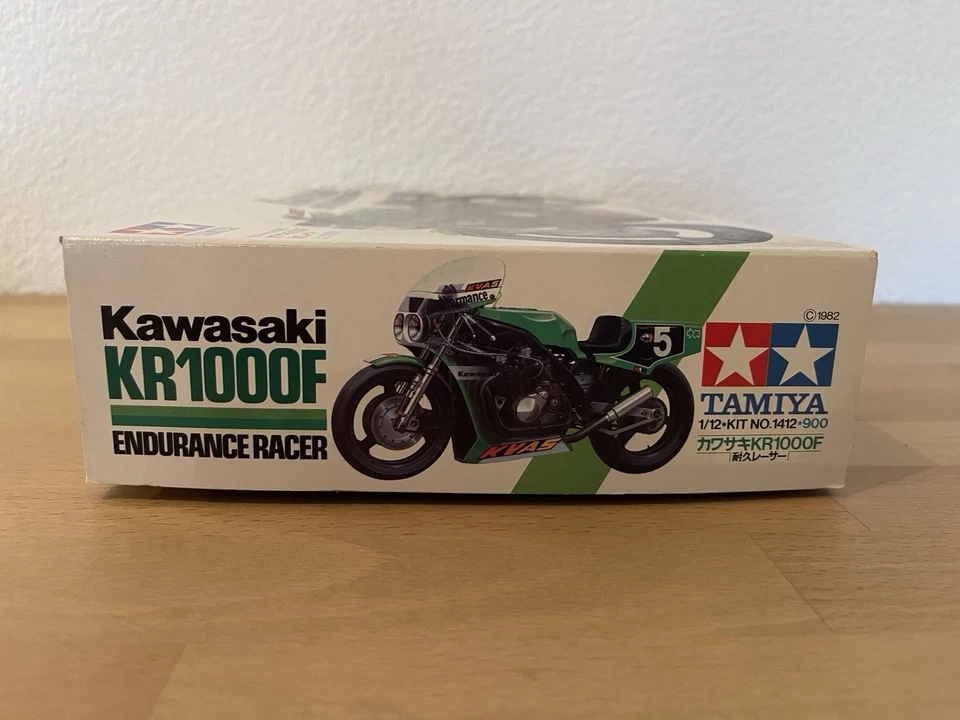 Kawasaki
KR1000F
ENDURANCE RACER
KVAS
Kawasaki
KVAS
5
©1982
TAMIYA
1/12•KIT NO.1412•900
カワサキKR1000F
「耐久レーサー」